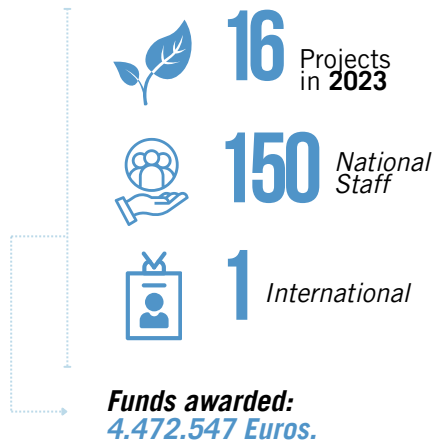 16 Projects
in 2023
150 National
Staff
1 International
Funds awarded:
4.472.547 Euros.